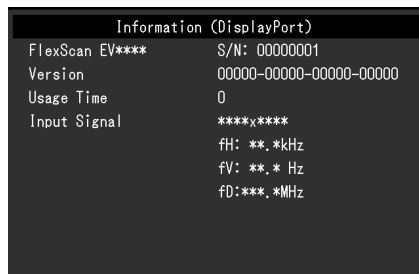 Information (DisplayPort)
FlexScan EV**** S/N: 00000001
Version 00000-00000-00000-00000
Usage Time 0
Input Signal ****x****
fH: **.*kHz
fV: **.* Hz
fD:***.*MHz